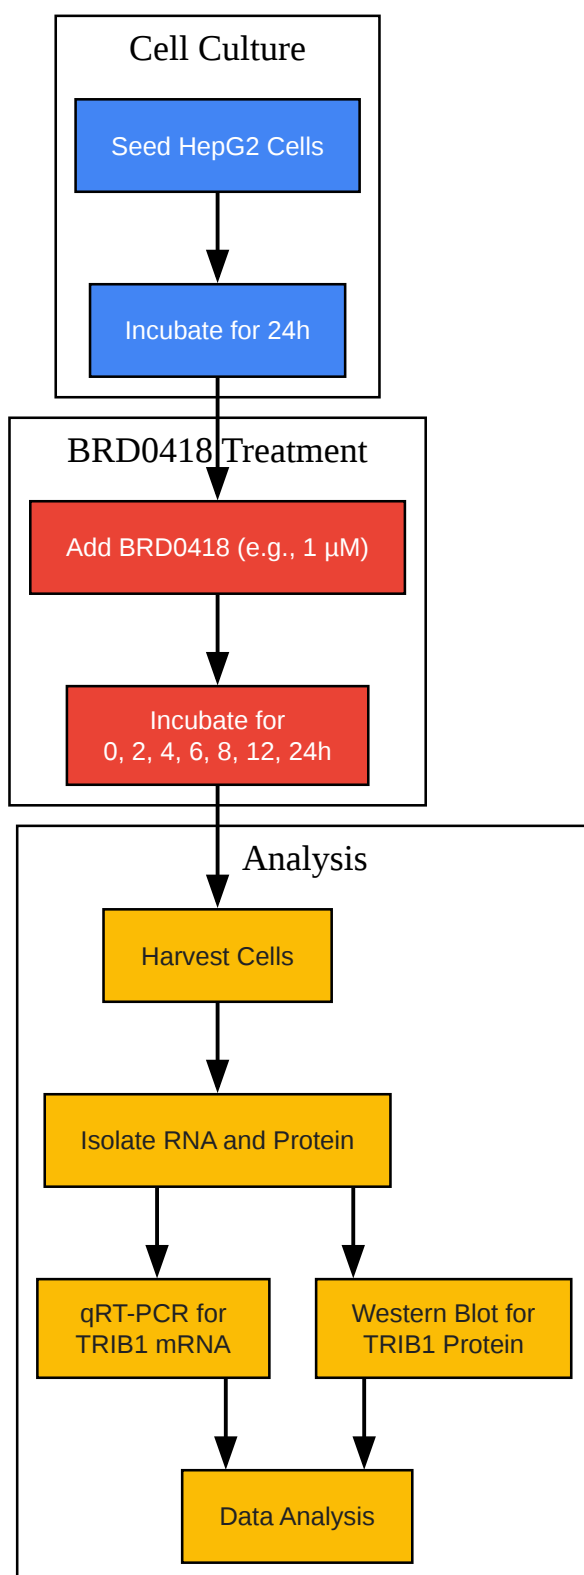 Cell Culture
Seed HepG2 Cells
Incubate for 24h
BRD0418 Treatment
Add BRD0418 (e.g., 1 µM)
Incubate for
0, 2, 4, 6, 8, 12, 24h
Analysis
Harvest Cells
Isolate RNA and Protein
qRT-PCR for
TRIB1 mRNA
Western Blot for
TRIB1 Protein
Data Analysis